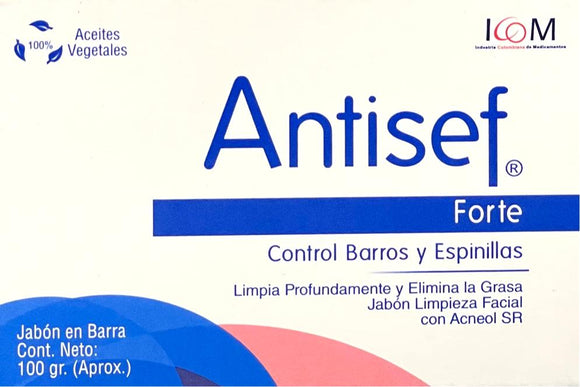 100%
Aceites
Vegetales
ICOM
Industria Colombiana de Medicamentos
Antisef®
Forte
Control Barros y Espinillas
Limpia Profundamente y Elimina la Grasa
Jabón Limpieza Facial
con Acneol SR
Jabón en Barra
Cont. Neto:
100 gr. (Aprox.)